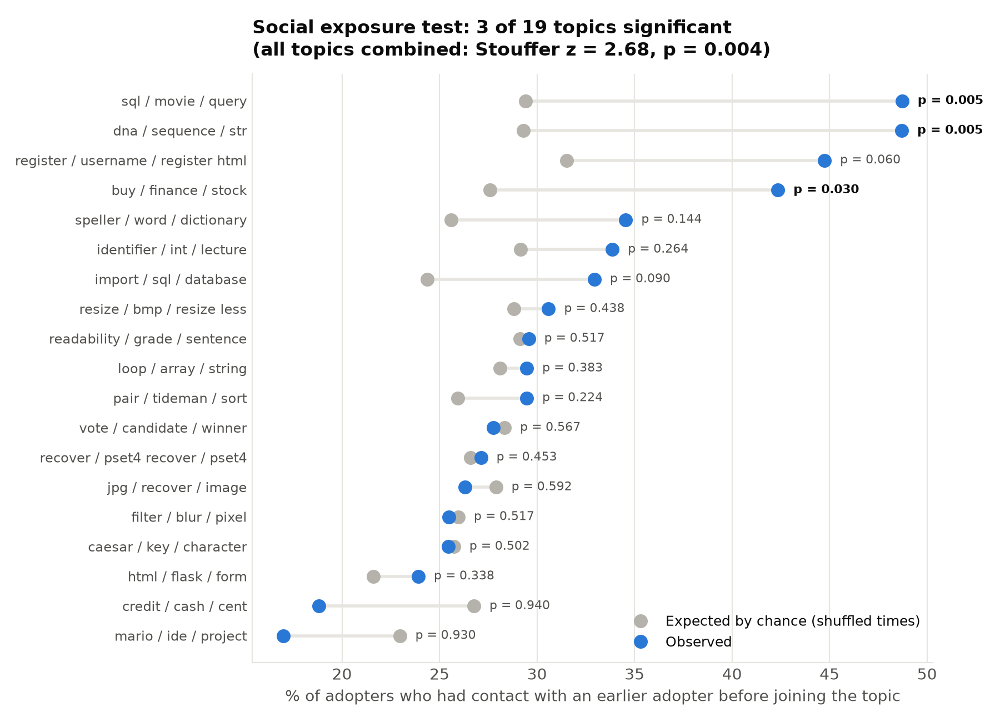 Social exposure test: 3 of 19 topics significant
(all topics combined: Stouffer z = 2.68, p = 0.004)
sql / movie / query p = 0.005
dna / sequence / str p = 0.005
register / username / register html p = 0.060
buy / finance / stock p = 0.030
speller / word / dictionary p = 0.144
identifier / int / lecture p = 0.264
import / sql / database p = 0.090
resize / bmp / resize less p = 0.438
readability / grade / sentence p = 0.517
loop / array / string p = 0.383
pair / tideman / sort p = 0.224
vote / candidate / winner p = 0.567
recover / pset4 recover / pset4 p = 0.453
jpg / recover / image p = 0.592
filter / blur / pixel p = 0.517
caesar / key / character p = 0.502
html / flask / form p = 0.338
credit / cash / cent p = 0.940
mario / ide / project p = 0.930
Expected by chance (shuffled times)
Observed
20 25 30 35 40 45 50
% of adopters who had contact with an earlier adopter before joining the topic